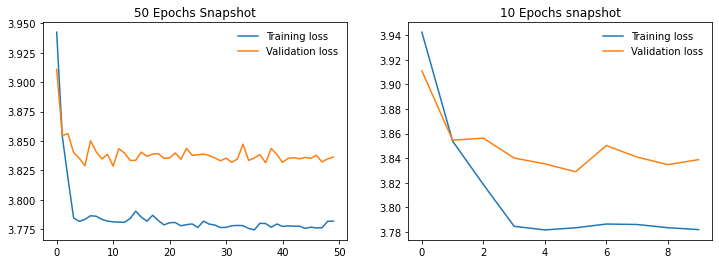 50 Epochs Snapshot
3.950
3.925
3.900
3.875
3.850
3.825
3.800
3.775
0 10 20 30 40 50
Training loss
Validation loss
10 Epochs snapshot
3.94
3.92
3.90
3.88
3.86
3.84
3.82
3.80
3.78
0 2 4 6 8
Training loss
Validation loss